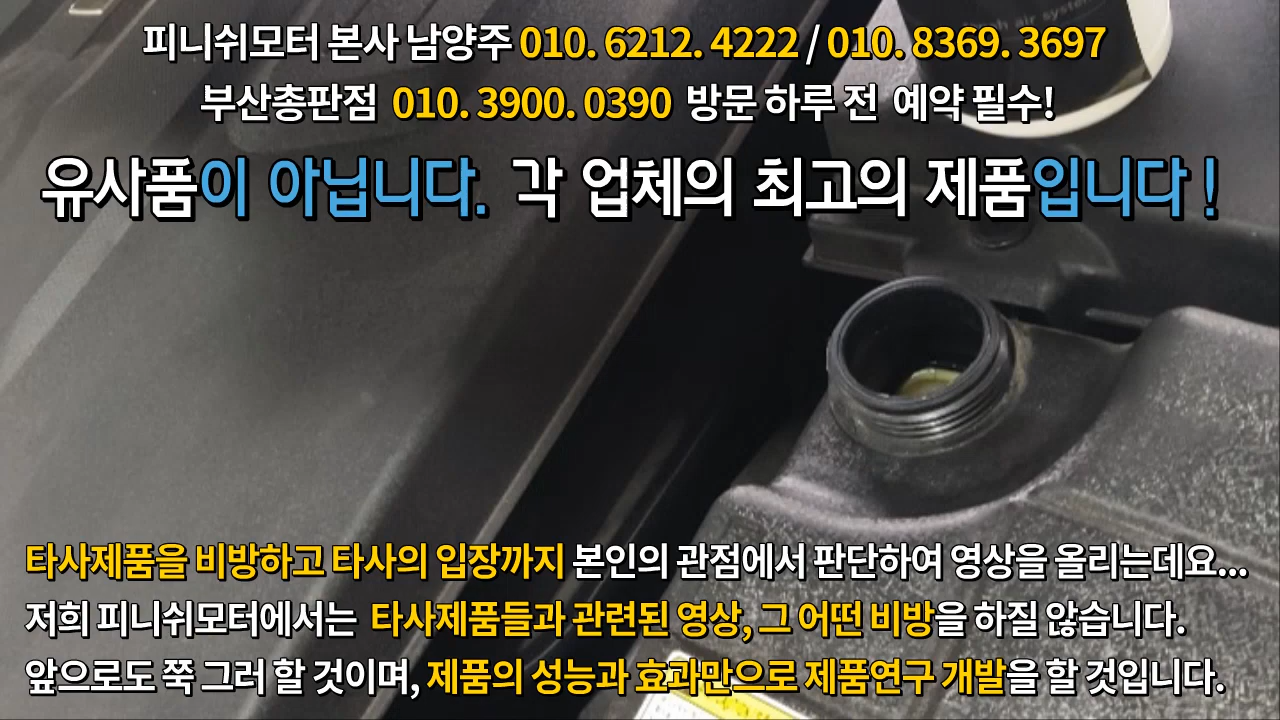 air system
피니쉬모터 본사 남양주 010. 6212. 4222 / 010. 8369. 3697
부산총판점 010. 3900. 0390 방문 하루 전 예약 필수!
유사품이 아닙니다. 각 업체의 최고의 제품입니다 !
타사제품을 비방하고 타사의 입장까지 본인의 관점에서 판단하여 영상을 올리는데요...
저희 피니쉬모터에서는 타사제품들과 관련된 영상, 그 어떤 비방을 하질 않습니다.
앞으로도 쭉 그러 할 것이며, 제품의 성능과 효과만으로 제품연구 개발을 할 것입니다.